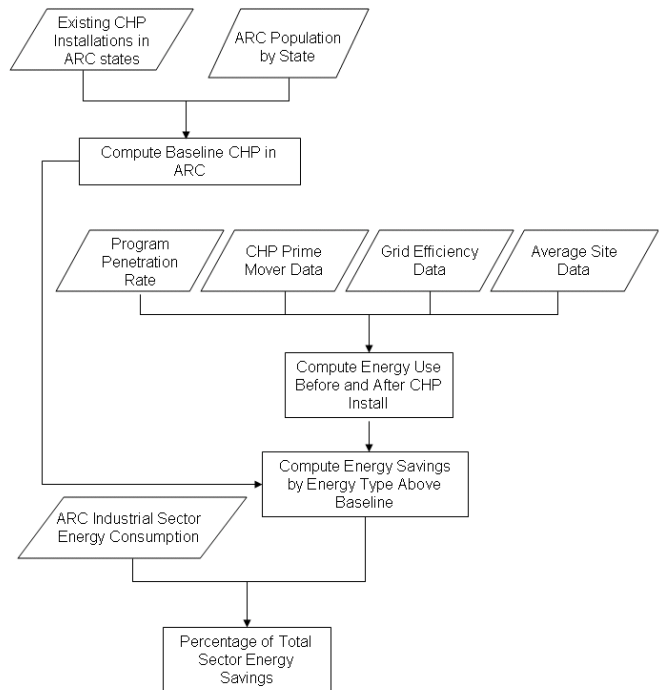 Existing CHP
Installations in
ARC states
ARC Population
by State
Compute Baseline CHP in
ARC
Program
Penetration
Rate
CHP Prime
Mover Data
Grid Efficiency
Data
Average Site
Data
Compute Energy Use
Before and After CHP
Install
Compute Energy Savings
by Energy Type Above
Baseline
ARC Industrial Sector
Energy Consumption
Percentage of Total
Sector Energy
Savings